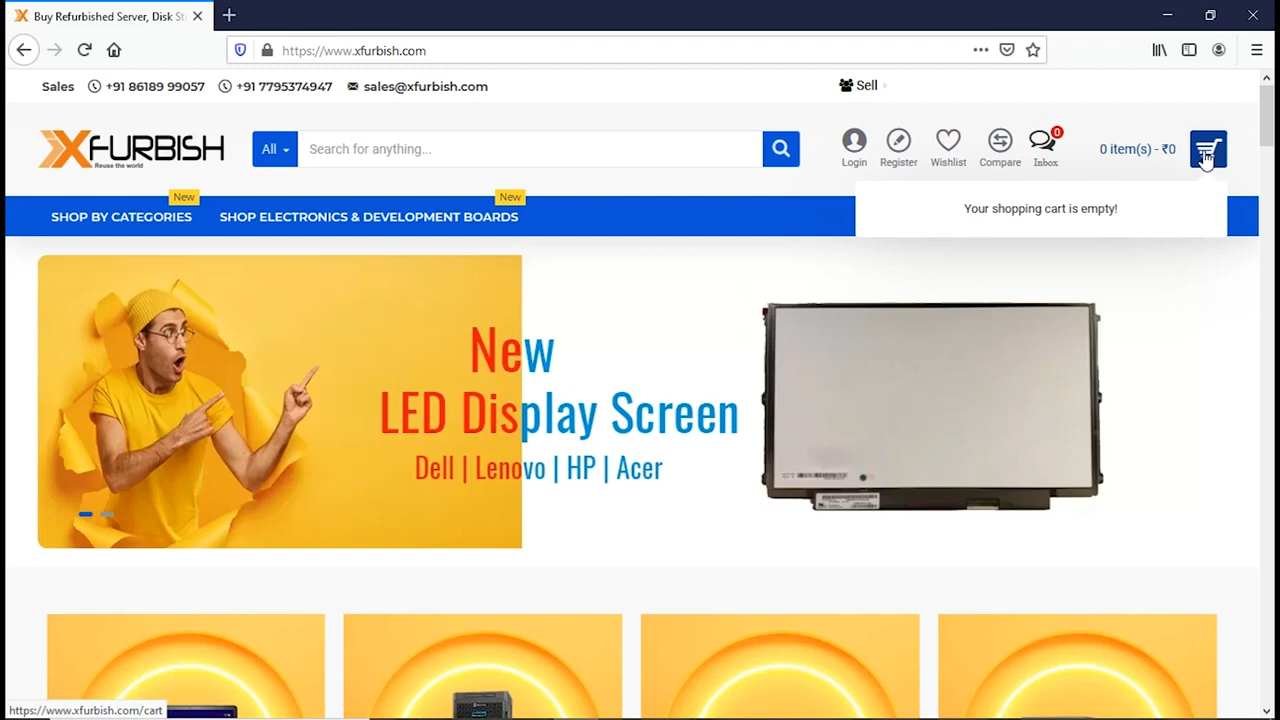 Buy Refurbished Server, Disk St
https://www.xfurbish.com
Sales +91 86189 99057 +91 7795374947 sales@xfurbish.com Sell
XFURBISH
Reuse the world
All Search for anything...
Login Register Wishlist Compare Inbox 0
0 item(s) - ₹0
New New
SHOP BY CATEGORIES SHOP ELECTRONICS & DEVELOPMENT BOARDS
Your shopping cart is empty!
New
LED Display Screen
Dell | Lenovo | HP | Acer
https://www.xfurbish.com/cart